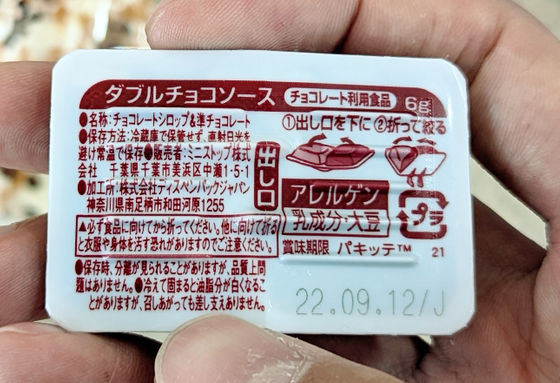 ダブルチョコソース チョコレート利用食品 6g
●名称:チョコレートシロップ&準チョコレート
●保存方法:冷蔵庫で保管せず、直射日光を
避け常温で保存●販売者:ミニストップ株式
会社 千葉県千葉市美浜区中瀬1-5-1
●加工所:株式会社ディスペンパックジャパン
神奈川県南足柄市和田河原1255
▲必ず食品に向けてから折ってください。他に向けて折る
と衣服や身体を汚す恐れがありますのでご注意ください。
●保存時、分離が見られることがありますが、品質上問
題はありません。●冷えて固まると油脂分が白くなるこ
とがありますが、召しあがっても差し支えありません。
出し口
①出し口を下に ②折って絞る
アレルゲン
乳成分・大豆
プラ
賞味期限 パキッテ™ 21
22.09.12/J